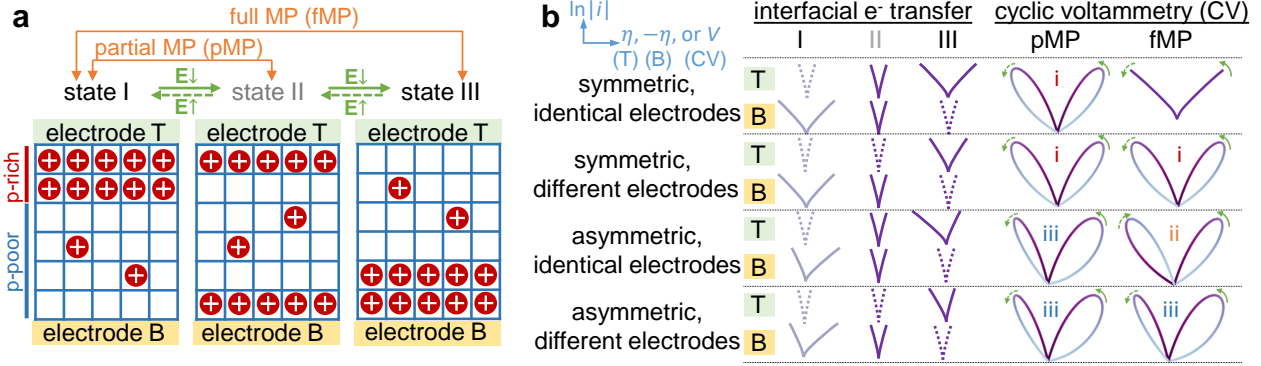 a
full MP (fMP)
partial MP (pMP)
state I
E↓
E↑
state II
E↓
E↑
state III
electrode T
electrode T
electrode T
p-rich
p-poor
electrode B
electrode B
electrode B
b
ln|i|
η, −η, or V
(T) (B) (CV)
interfacial e⁻ transfer
cyclic voltammetry (CV)
I
II
III
pMP
fMP
symmetric,
identical electrodes
T
B
i
symmetric,
different electrodes
T
B
i
i
asymmetric,
identical electrodes
T
B
iii
ii
asymmetric,
different electrodes
T
B
iii
iii